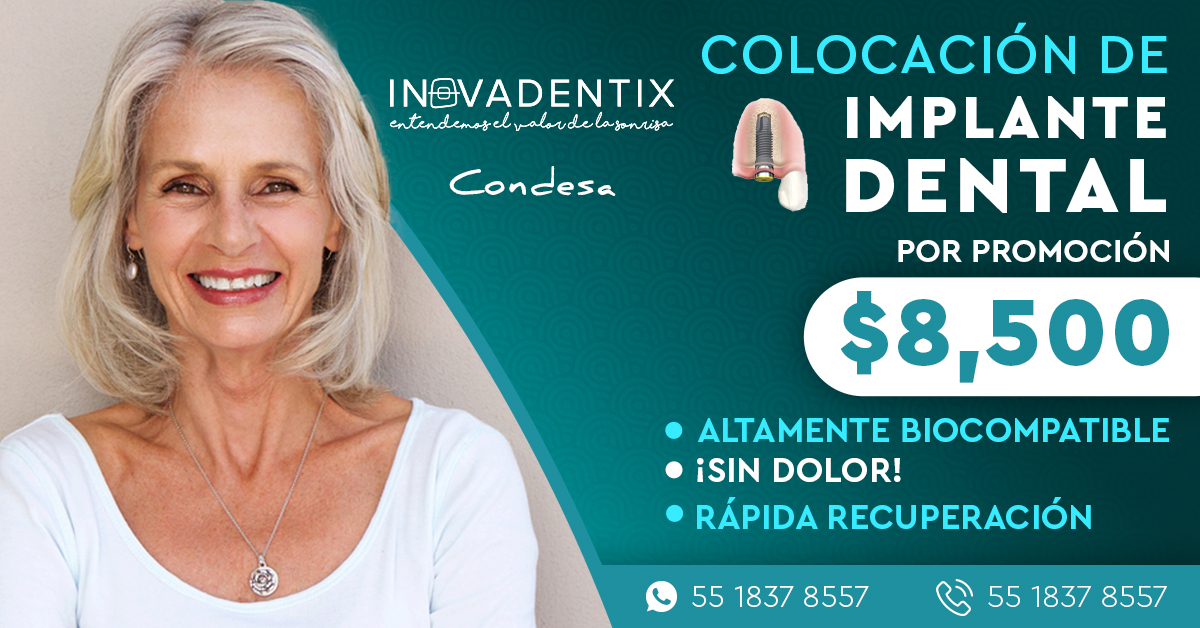 INOVADENTIX
entendemos el valor de la sonrisa
Condesa
COLOCACIÓN DE
IMPLANTE
DENTAL
POR PROMOCIÓN
$8,500
• ALTAMENTE BIOCOMPATIBLE
• ¡SIN DOLOR!
• RÁPIDA RECUPERACIÓN
55 1837 8557
55 1837 8557